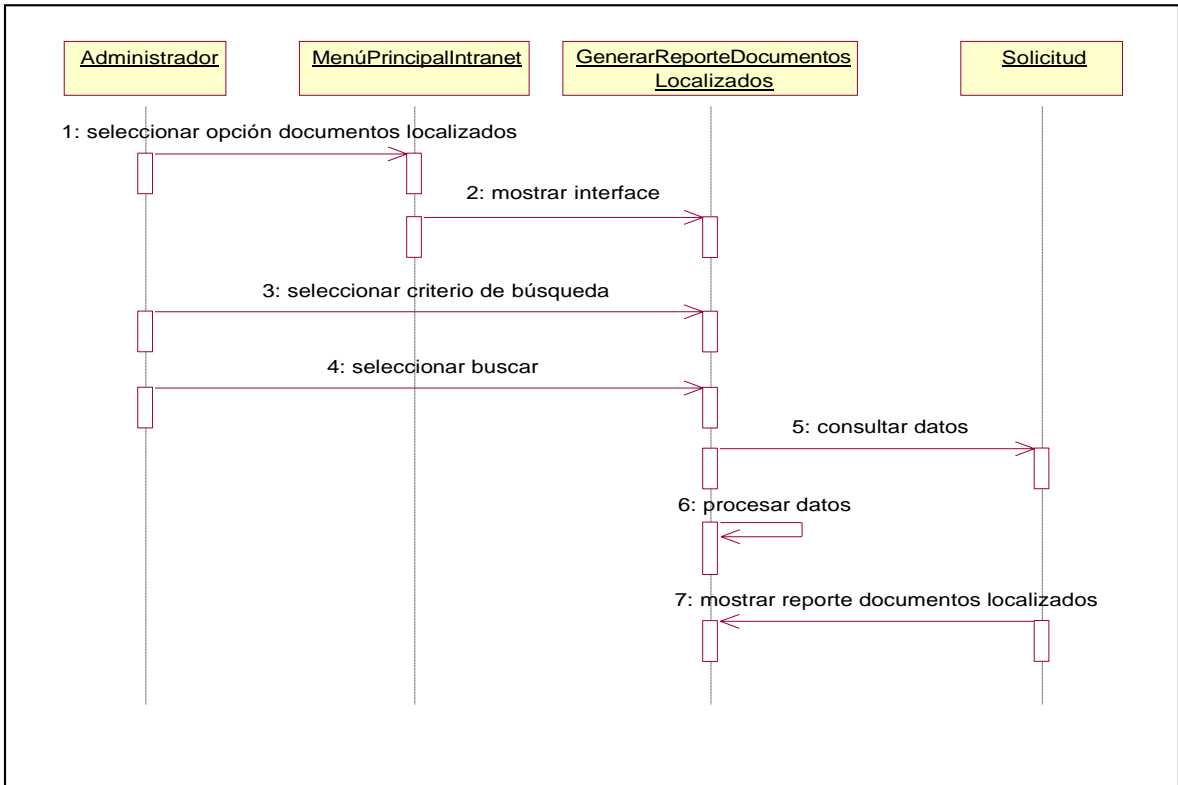 Administrador
MenúPrincipalIntranet
GenerarReporteDocumentos
Localizados
Solicitud
1: seleccionar opción documentos localizados
2: mostrar interface
3: seleccionar criterio de búsqueda
4: seleccionar buscar
5: consultar datos
6: procesar datos
7: mostrar reporte documentos localizados